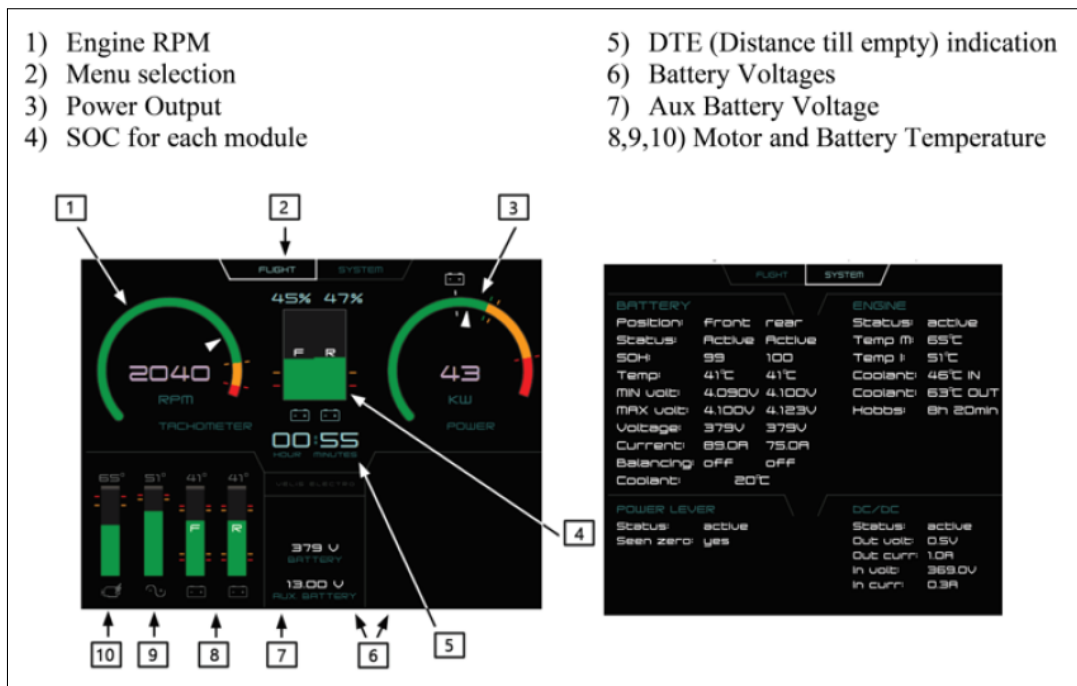 1) Engine RPM
2) Menu selection
3) Power Output
4) SOC for each module
5) DTE (Distance till empty) indication
6) Battery Voltages
7) Aux Battery Voltage
8,9,10) Motor and Battery Temperature
1
2
3
FLIGHT SYSTEM
45% 47%
F R
2040
RPM
TACHOMETER
43
KW
POWER
00:55
HOUR MINUTES
65° 51° 41° 41°
F R
VELIS ELECTRO
379 V
BATTERY
13.00 V
AUX. BATTERY
4
10
9
8
7
6
5
FLIGHT SYSTEM
BATTERY
Position: Front rear
Status: Active Active
SOH: 99 100
Temp: 41°C 41°C
MIN volt: 4.090V 4.100V
MAX volt: 4.100V 4.123V
Voltage: 379V 379V
Current: 89.0A 75.0A
Balancing: off off
Coolant: 20°C
ENGINE
Status: active
Temp M: 65°C
Temp I: 51°C
Coolant: 46°C IN
Coolant: 63°C OUT
Hobbs: 8h 20min
POWER LEVER
Status: active
Seen zero: yes
DC/DC
Status: active
Out volt: 0.5V
Out curr: 1.0A
In volt: 369.0V
In curr: 0.3A